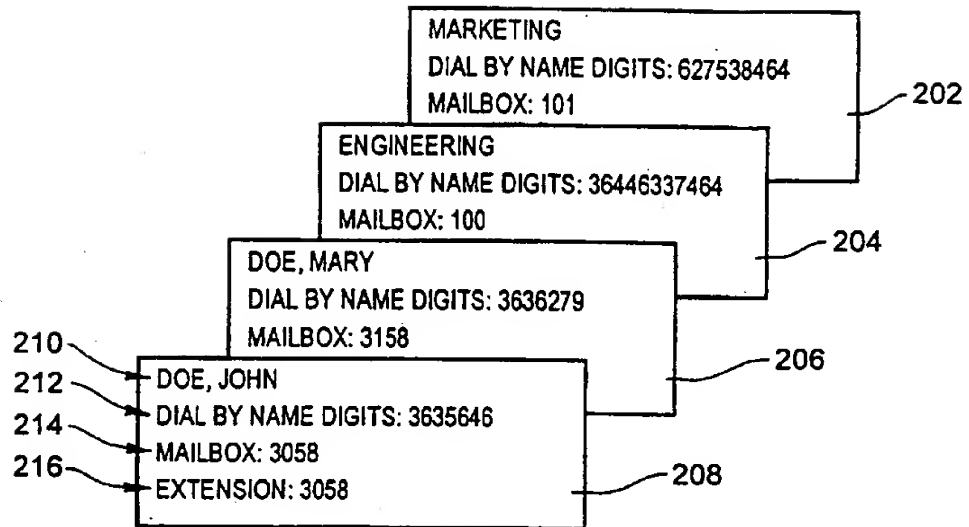 MARKETING
DIAL BY NAME DIGITS: 627538464
MAILBOX: 101
202
ENGINEERING
DIAL BY NAME DIGITS: 36446337464
MAILBOX: 100
204
DOE, MARY
DIAL BY NAME DIGITS: 3636279
MAILBOX: 3158
206
210
DOE, JOHN
212
DIAL BY NAME DIGITS: 3635646
214
MAILBOX: 3058
216
EXTENSION: 3058
208